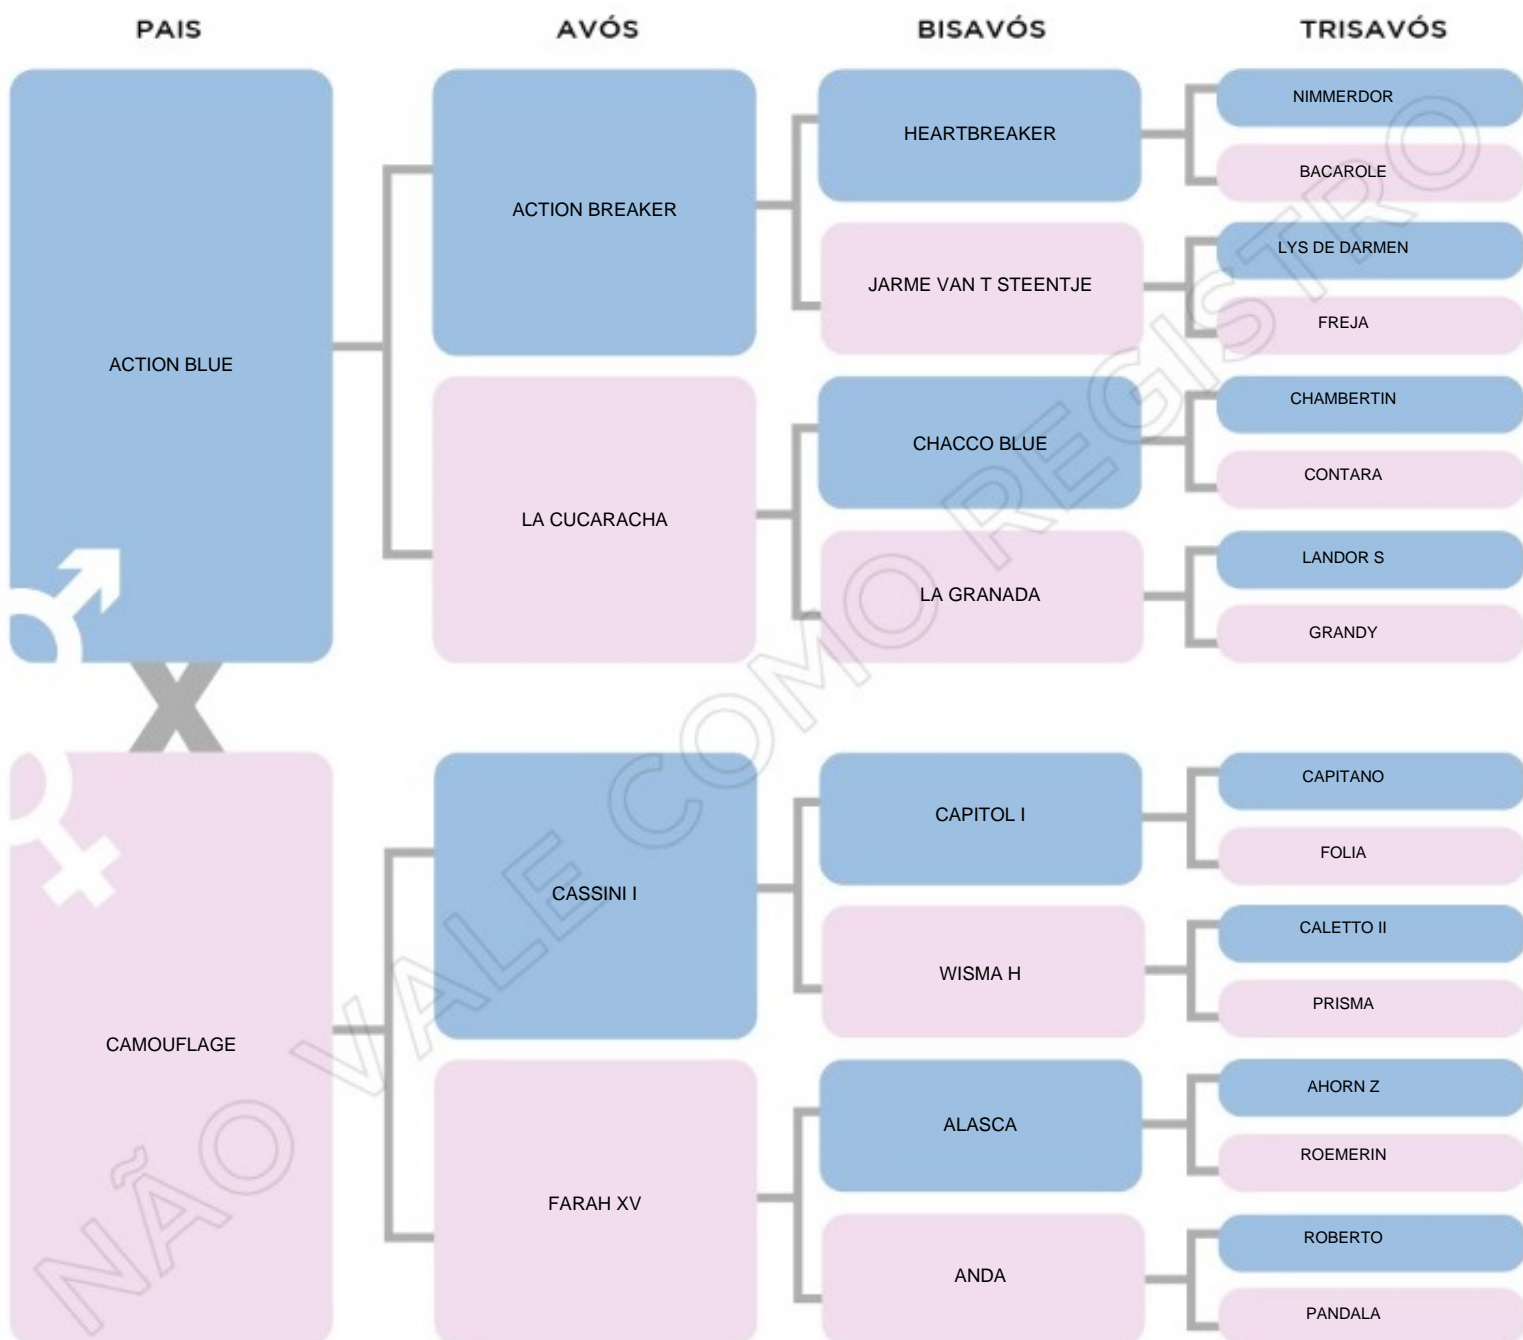 PAIS AVÓS BISAVÓS TRISAVÓS
ACTION BLUE
ACTION BREAKER
LA CUCARACHA
HEARTBREAKER
JARME VAN T STEENTJE
CHACCO BLUE
LA GRANADA
NIMMERDOR
BACAROLE
LYS DE DARMEN
FREJA
CHAMBERTIN
CONTARA
LANDOR S
GRANDY
X
CAMOUFLAGE
CASSINI I
FARAH XV
CAPITOL I
WISMA H
ALASCA
ANDA
CAPITANO
FOLIA
CALETTO II
PRISMA
AHORN Z
ROEMERIN
ROBERTO
PANDALA
NÃO VALE COMO REGISTRO